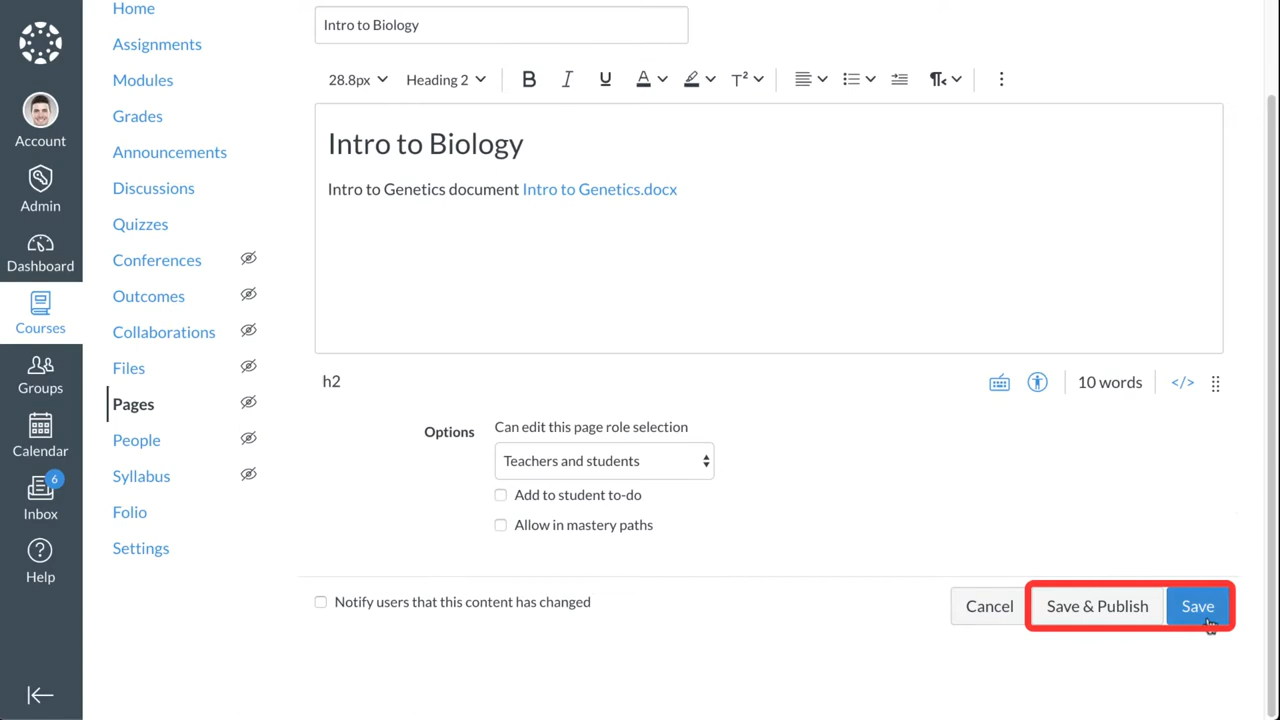 Account
Admin
Dashboard
Courses
Groups
Calendar
6
Inbox
Help
Home
Assignments
Modules
Grades
Announcements
Discussions
Quizzes
Conferences
Outcomes
Collaborations
Files
Pages
People
Syllabus
Folio
Settings
Intro to Biology
28.8px Heading 2 B I U A T²
Intro to Biology
Intro to Genetics document Intro to Genetics.docx
h2 10 words </>
Options Can edit this page role selection
Teachers and students
Add to student to-do
Allow in mastery paths
Notify users that this content has changed Cancel Save & Publish Save